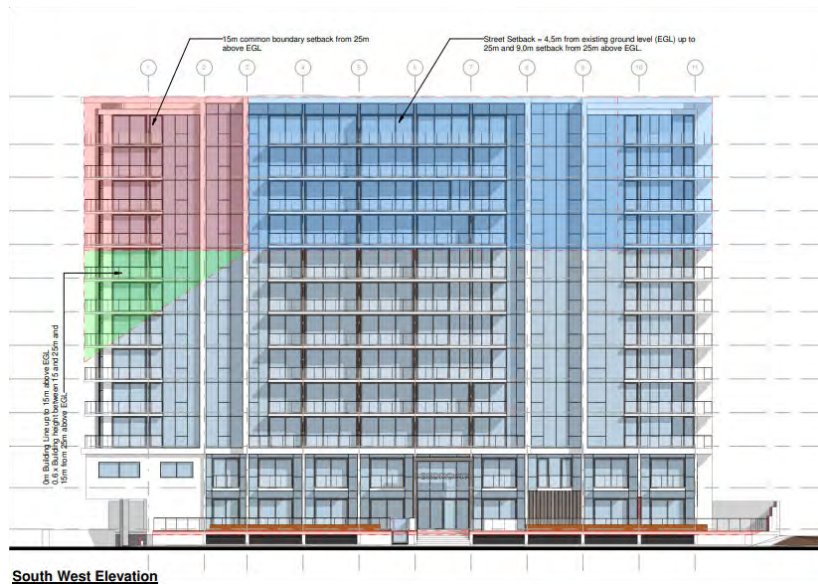 15m common boundary setback from 25m
above EGL
Street Setback = 4.5m from existing ground level (EGL) up to
25m and 9.0m setback from 25m above EGL.
1 2 3 4 5 6 7 8 9 10 11
0m Building Line up to 15m above EGL
0.6 x Building height between 15 and 25m and
15m from 25m above EGL
South West Elevation